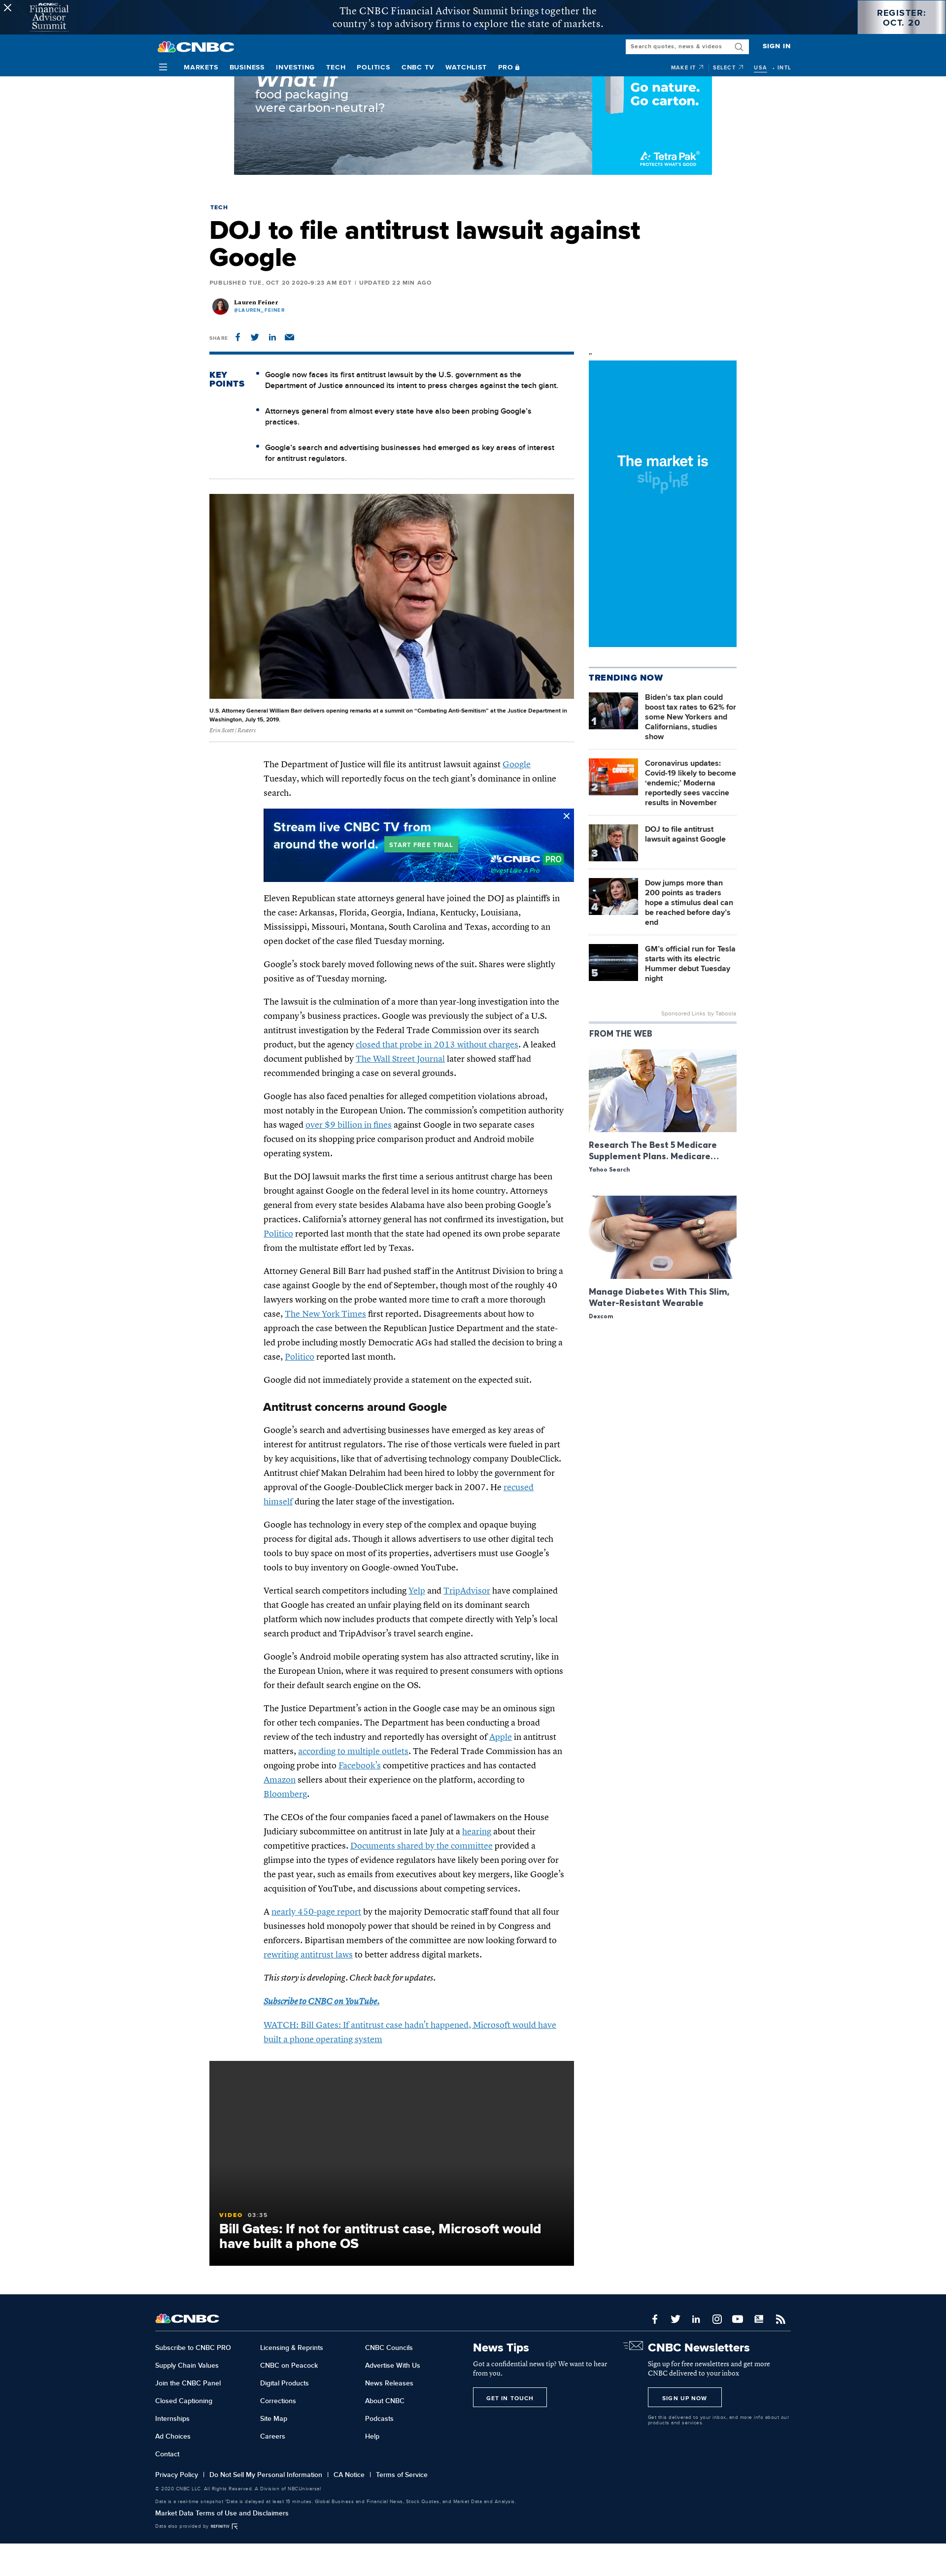 CNBC
Financial
Advisor
Summit
The CNBC Financial Advisor Summit brings together the
country's top advisory firms to explore the state of markets.
REGISTER:
OCT. 20
CNBC
Search quotes, news & videos
SIGN IN
MARKETS BUSINESS INVESTING TECH POLITICS CNBC TV WATCHLIST PRO
MAKE IT SELECT USA • INTL
What if
food packaging
were carbon-neutral?
Go nature.
Go carton.
Tetra Pak®
PROTECTS WHAT'S GOOD
TECH
DOJ to file antitrust lawsuit against
Google
PUBLISHED TUE, OCT 20 2020•9:23 AM EDT | UPDATED 22 MIN AGO
Lauren Feiner
@LAUREN_FEINER
SHARE
KEY
POINTS
Google now faces its first antitrust lawsuit by the U.S. government as the
Department of Justice announced its intent to press charges against the tech giant.
Attorneys general from almost every state have also been probing Google's
practices.
Google's search and advertising businesses had emerged as key areas of interest
for antitrust regulators.
U.S. Attorney General William Barr delivers opening remarks at a summit on "Combating Anti-Semitism" at the Justice Department in
Washington, July 15, 2019.
Erin Scott | Reuters
The Department of Justice will file its antitrust lawsuit against Google
Tuesday, which will reportedly focus on the tech giant's dominance in online
search.
Stream live CNBC TV from
around the world. START FREE TRIAL
CNBC PRO
Invest Like A Pro
Eleven Republican state attorneys general have joined the DOJ as plaintiffs in
the case: Arkansas, Florida, Georgia, Indiana, Kentucky, Louisiana,
Mississippi, Missouri, Montana, South Carolina and Texas, according to an
open docket of the case filed Tuesday morning.
Google's stock barely moved following news of the suit. Shares were slightly
positive as of Tuesday morning.
The lawsuit is the culmination of a more than year-long investigation into the
company's business practices. Google was previously the subject of a U.S.
antitrust investigation by the Federal Trade Commission over its search
product, but the agency closed that probe in 2013 without charges. A leaked
document published by The Wall Street Journal later showed staff had
recommended bringing a case on several grounds.
Google has also faced penalties for alleged competition violations abroad,
most notably in the European Union. The commission's competition authority
has waged over $9 billion in fines against Google in two separate cases
focused on its shopping price comparison product and Android mobile
operating system.
But the DOJ lawsuit marks the first time a serious antitrust charge has been
brought against Google on the federal level in its home country. Attorneys
general from every state besides Alabama have also been probing Google's
practices. California's attorney general has not confirmed its investigation, but
Politico reported last month that the state had opened its own probe separate
from the multistate effort led by Texas.
Attorney General Bill Barr had pushed staff in the Antitrust Division to bring a
case against Google by the end of September, though most of the roughly 40
lawyers working on the probe wanted more time to craft a more thorough
case, The New York Times first reported. Disagreements about how to
approach the case between the Republican Justice Department and the state-
led probe including mostly Democratic AGs had stalled the decision to bring a
case, Politico reported last month.
Google did not immediately provide a statement on the expected suit.
Antitrust concerns around Google
Google's search and advertising businesses have emerged as key areas of
interest for antitrust regulators. The rise of those verticals were fueled in part
by key acquisitions, like that of advertising technology company DoubleClick.
Antitrust chief Makan Delrahim had been hired to lobby the government for
approval of the Google-DoubleClick merger back in 2007. He recused
himself during the later stage of the investigation.
Google has technology in every step of the complex and opaque buying
process for digital ads. Though it allows advertisers to use other digital tech
tools to buy space on most of its properties, advertisers must use Google's
tools to buy inventory on Google-owned YouTube.
Vertical search competitors including Yelp and TripAdvisor have complained
that Google has created an unfair playing field on its dominant search
platform which now includes products that compete directly with Yelp's local
search product and TripAdvisor's travel search engine.
Google's Android mobile operating system has also attracted scrutiny, like in
the European Union, where it was required to present consumers with options
for their default search engine on the OS.
The Justice Department's action in the Google case may be an ominous sign
for other tech companies. The Department has been conducting a broad
review of the tech industry and reportedly has oversight of Apple in antitrust
matters, according to multiple outlets. The Federal Trade Commission has an
ongoing probe into Facebook's competitive practices and has contacted
Amazon sellers about their experience on the platform, according to
Bloomberg.
The CEOs of the four companies faced a panel of lawmakers on the House
Judiciary subcommittee on antitrust in late July at a hearing about their
competitive practices. Documents shared by the committee provided a
glimpse into the types of evidence regulators have likely been poring over for
the past year, such as emails from executives about key mergers, like Google's
acquisition of YouTube, and discussions about competing services.
A nearly 450-page report by the majority Democratic staff found that all four
businesses hold monopoly power that should be reined in by Congress and
enforcers. Bipartisan members of the committee are now looking forward to
rewriting antitrust laws to better address digital markets.
This story is developing. Check back for updates.
Subscribe to CNBC on YouTube.
WATCH: Bill Gates: If antitrust case hadn't happened, Microsoft would have
built a phone operating system
VIDEO 03:35
Bill Gates: If not for antitrust case, Microsoft would
have built a phone OS
The market is
slipping
TRENDING NOW
1
Biden's tax plan could
boost tax rates to 62% for
some New Yorkers and
Californians, studies
show
2
Coronavirus updates:
Covid-19 likely to become
'endemic;' Moderna
reportedly sees vaccine
results in November
3
DOJ to file antitrust
lawsuit against Google
4
Dow jumps more than
200 points as traders
hope a stimulus deal can
be reached before day's
end
5
GM's official run for Tesla
starts with its electric
Hummer debut Tuesday
night
Sponsored Links by Taboola
FROM THE WEB
Research The Best 5 Medicare
Supplement Plans. Medicare…
Yahoo Search
Manage Diabetes With This Slim,
Water-Resistant Wearable
Dexcom
CNBC
Subscribe to CNBC PRO
Supply Chain Values
Join the CNBC Panel
Closed Captioning
Internships
Ad Choices
Contact
Licensing & Reprints
CNBC on Peacock
Digital Products
Corrections
Site Map
Careers
CNBC Councils
Advertise With Us
News Releases
About CNBC
Podcasts
Help
News Tips
Got a confidential news tip? We want to hear
from you.
GET IN TOUCH
CNBC Newsletters
Sign up for free newsletters and get more
CNBC delivered to your inbox
SIGN UP NOW
Get this delivered to your inbox, and more info about our
products and services.
Privacy Policy | Do Not Sell My Personal Information | CA Notice | Terms of Service
© 2020 CNBC LLC. All Rights Reserved. A Division of NBCUniversal
Data is a real-time snapshot *Data is delayed at least 15 minutes. Global Business and Financial News, Stock Quotes, and Market Data and Analysis.
Market Data Terms of Use and Disclaimers
Data also provided by REFINITIV